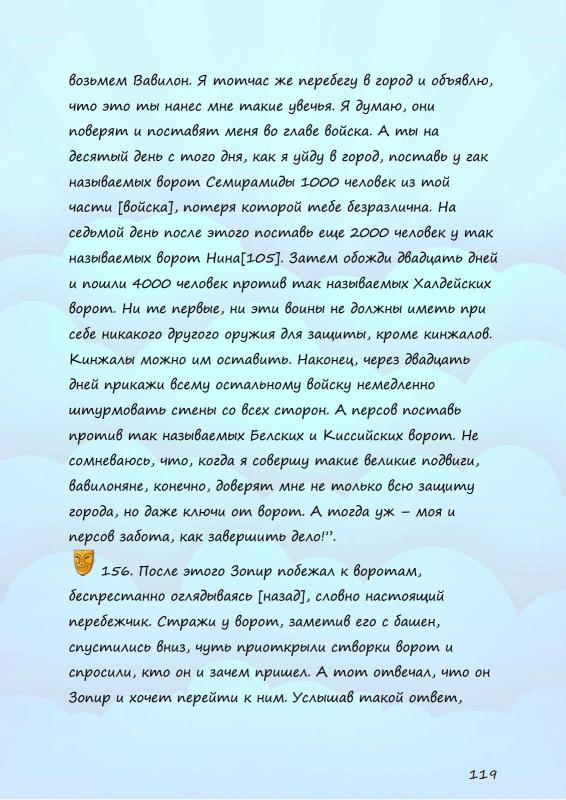 возьмем Вавилон. Я тотчас же перебегу в город и объявлю,
что это ты нанес мне такие увечья. Я думаю, они
поверят и поставят меня во главе войска. А ты на
десятый день с того дня, как я уйду в город, поставь у гак
называемых ворот Семирамиды 1000 человек из той
части [войска], потеря которой тебе безразлична. На
седьмой день после этого поставь еще 2000 человек у так
называемых ворот Нина[105]. Затем обожди двадцать дней
и пошли 4000 человек против так называемых Халдейских
ворот. Ни те первые, ни эти воины не должны иметь при
себе никакого другого оружия для защиты, кроме кинжалов.
Кинжалы можно им оставить. Наконец, через двадцать
дней прикажи всему остальному войску немедленно
штурмовать стены со всех сторон. А персов поставь
против так называемых Белских и Киссийских ворот. Не
сомневаюсь, что, когда я совершу такие великие подвиги,
вавилоняне, конечно, доверят мне не только всю защиту
города, но даже ключи от ворот. А тогда уж – моя и
персов забота, как завершить дело!”.
156. После этого Зопир побежал к воротам,
беспрестанно оглядываясь [назад], словно настоящий
перебежчик. Стражи у ворот, заметив его с башен,
спустились вниз, чуть приоткрыли створки ворот и
спросили, кто он и зачем пришел. А тот отвечал, что он
Зопир и хочет перейти к ним. Услышав такой ответ,
119